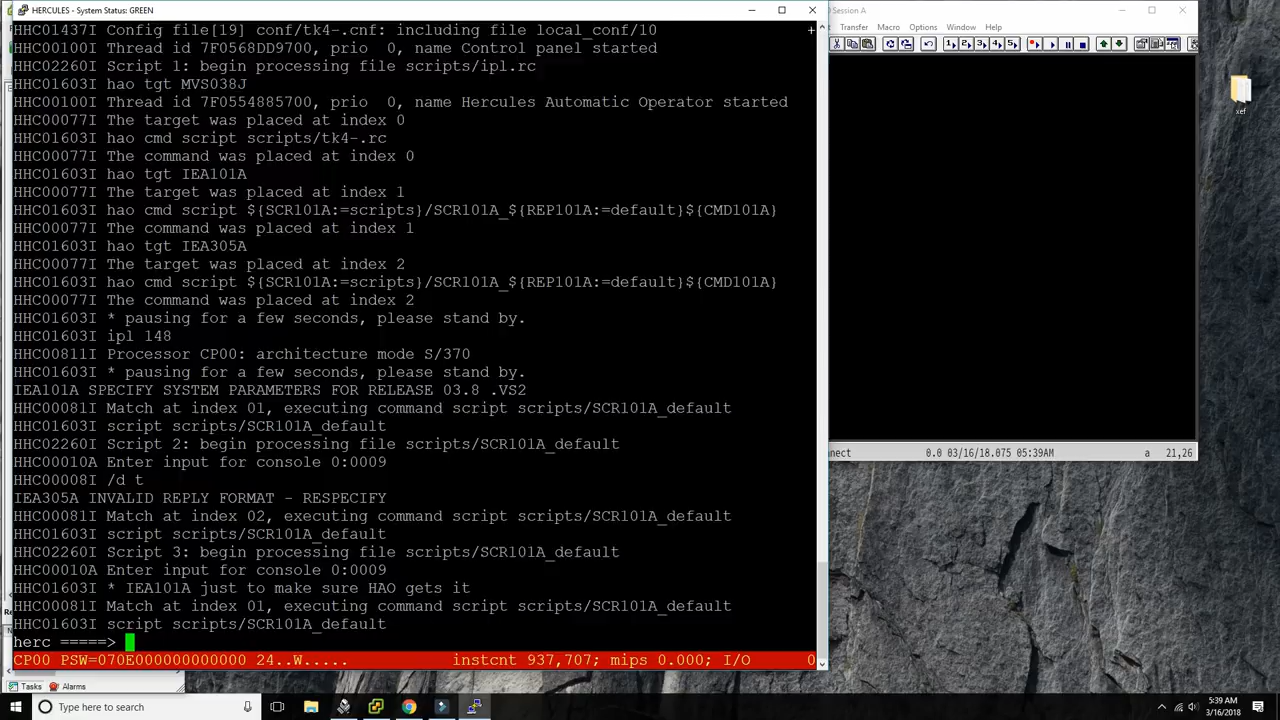 HERCULES - System Status: GREEN
HHC01437I Config file[19] conf/tk4-.cnf: including file local_conf/10
HHC00100I Thread id 7F0568DD9700, prio  0, name Control panel started
HHC02260I Script 1: begin processing file scripts/ipl.rc
HHC01603I hao tgt MVS038J
HHC00100I Thread id 7F0554885700, prio  0, name Hercules Automatic Operator started
HHC00077I The target was placed at index 0
HHC01603I hao cmd script scripts/tk4-.rc
HHC00077I The command was placed at index 0
HHC01603I hao tgt IEA101A
HHC00077I The target was placed at index 1
HHC01603I hao cmd script ${SCR101A:=scripts}/SCR101A_${REP101A:=default}${CMD101A}
HHC00077I The command was placed at index 1
HHC01603I hao tgt IEA305A
HHC00077I The target was placed at index 2
HHC01603I hao cmd script ${SCR101A:=scripts}/SCR101A_${REP101A:=default}${CMD101A}
HHC00077I The command was placed at index 2
HHC01603I * pausing for a few seconds, please stand by.
HHC01603I ipl 148
HHC00811I Processor CP00: architecture mode S/370
HHC01603I * pausing for a few seconds, please stand by.
IEA101A SPECIFY SYSTEM PARAMETERS FOR RELEASE 03.8 .VS2
HHC00081I Match at index 01, executing command script scripts/SCR101A_default
HHC01603I script scripts/SCR101A_default
HHC02260I Script 2: begin processing file scripts/SCR101A_default
HHC00010A Enter input for console 0:0009
HHC00008I /d t
IEA305A INVALID REPLY FORMAT - RESPECIFY
HHC00081I Match at index 02, executing command script scripts/SCR101A_default
HHC01603I script scripts/SCR101A_default
HHC02260I Script 3: begin processing file scripts/SCR101A_default
HHC00010A Enter input for console 0:0009
HHC01603I * IEA101A just to make sure HAO gets it
HHC00081I Match at index 01, executing command script scripts/SCR101A_default
HHC01603I script scripts/SCR101A_default
herc =====>
CP00 PSW=070E000000000000 24..W..... instcnt 937,707; mips 0.000; I/O 0
Session A
Transfer Macro Options Window Help
nnect 0.0 03/16/18.075 05:39AM a 21,26
xef
Tasks Alarms
Type here to search
5:39 AM
3/16/2018